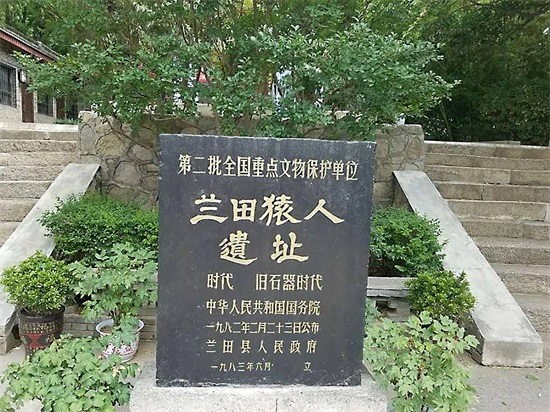 第二批全国重点文物保护单位
兰田猿人
遺址
时代 旧石器时代
中华人民共和国国务院
一九八二年二月二十三日公布
兰田县人民政府
一九八三年六月· 立